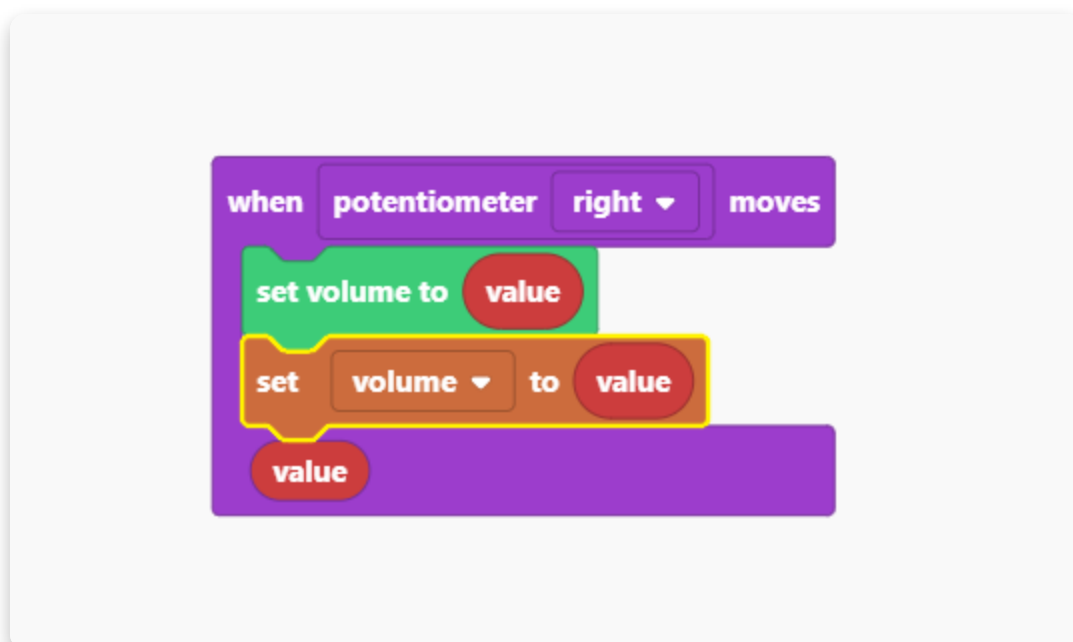 when potentiometer right moves
set volume to value
set volume to value
value